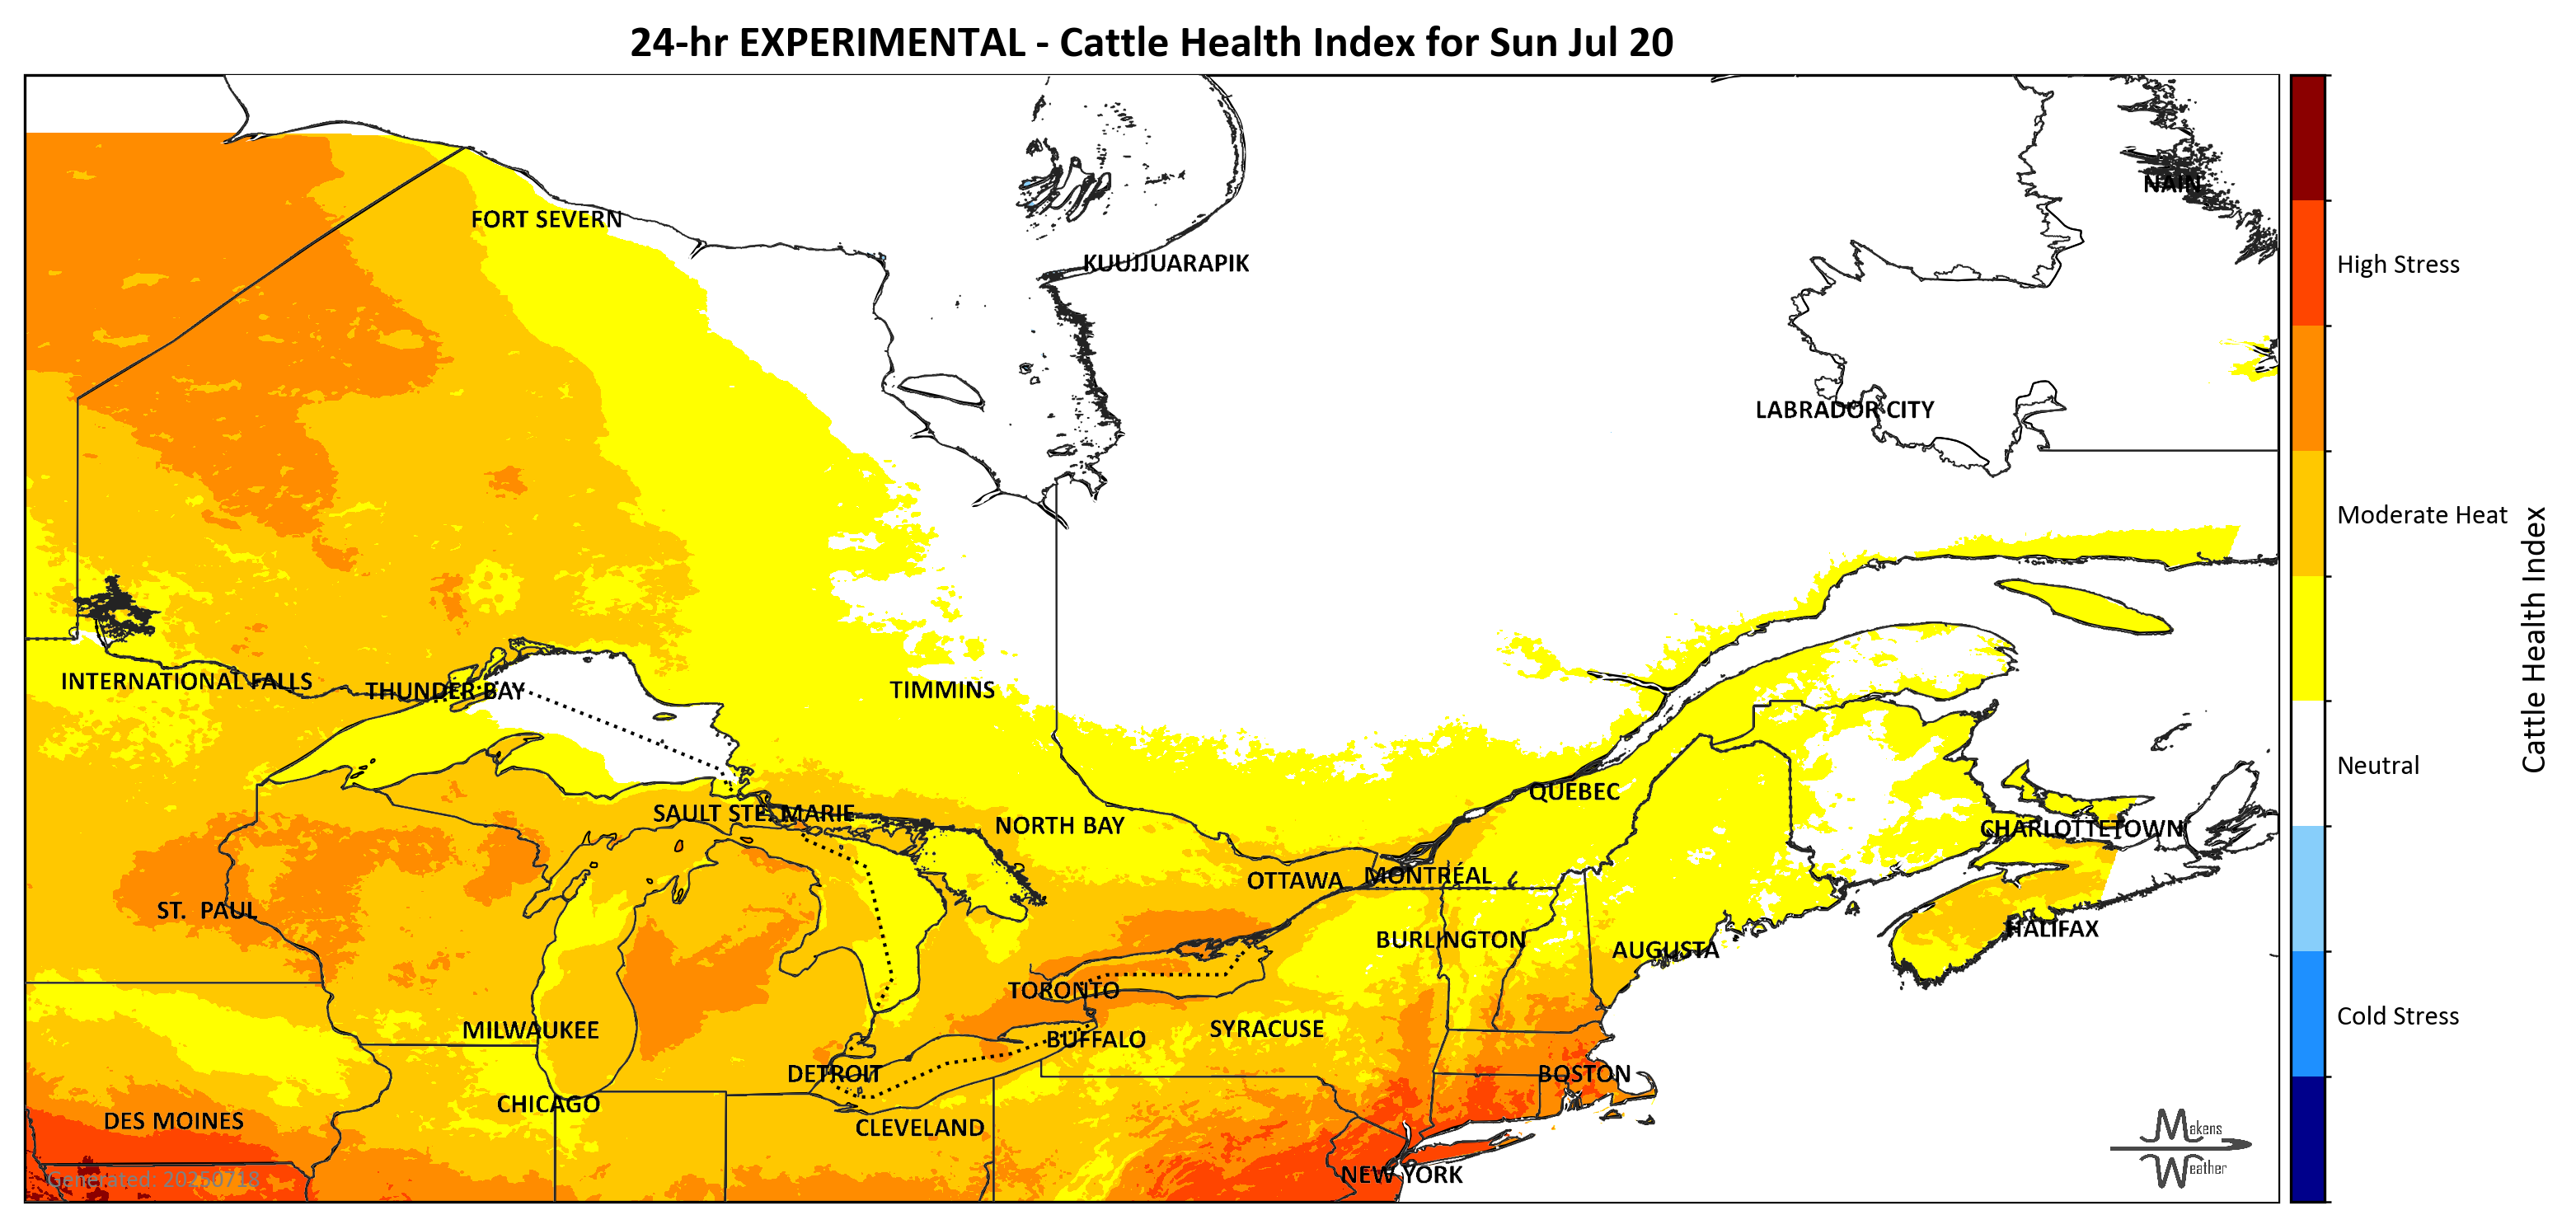 24-hr EXPERIMENTAL - Cattle Health Index for Sun Jul 20
NAIN
FORT SEVERN
KUUJJUARAPIK
High Stress
LABRADOR CITY
Moderate Heat
Cattle Health Index
INTERNATIONAL FALLS
THUNDER BAY
TIMMINS
Neutral
QUEBEC
SAULT STE. MARIE
NORTH BAY
CHARLOTTETOWN
OTTAWA
MONTRÉAL
ST. PAUL
HALIFAX
BURLINGTON
AUGUSTA
TORONTO
Cold Stress
MILWAUKEE
SYRACUSE
BUFFALO
DETROIT
BOSTON
CHICAGO
DES MOINES
CLEVELAND
Makens
Weather
NEW YORK
Generated: 20250718